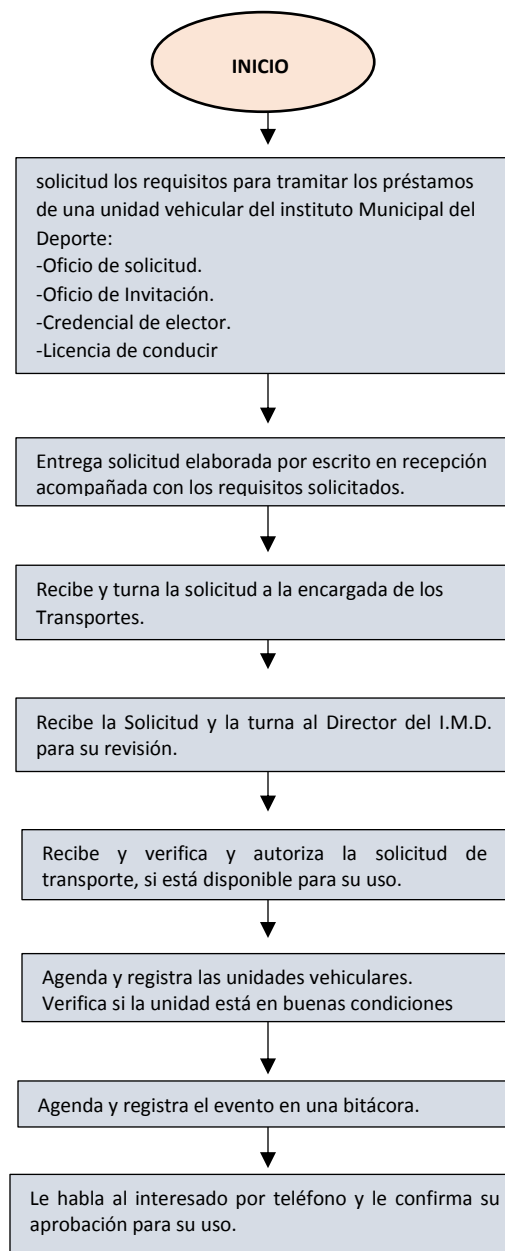 INICIO
solicitud los requisitos para tramitar los préstamos
de una unidad vehicular del instituto Municipal del
Deporte:
-Oficio de solicitud.
-Oficio de Invitación.
-Credencial de elector.
-Licencia de conducir
Entrega solicitud elaborada por escrito en recepción
acompañada con los requisitos solicitados.
Recibe y turna la solicitud a la encargada de los
Transportes.
Recibe la Solicitud y la turna al Director del I.M.D.
para su revisión.
Recibe y verifica y autoriza la solicitud de
transporte, si está disponible para su uso.
Agenda y registra las unidades vehiculares.
Verifica si la unidad está en buenas condiciones
Agenda y registra el evento en una bitácora.
Le habla al interesado por teléfono y le confirma su
aprobación para su uso.